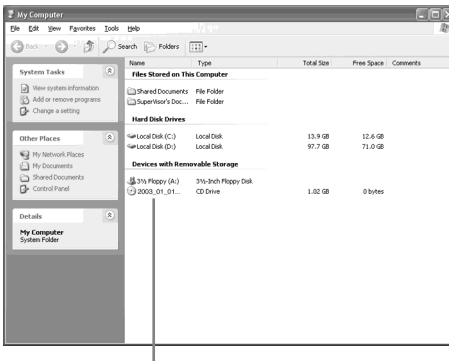 My Computer
File Edit View Favorites Tools Help
Back Search Folders
System Tasks
View system information
Add or remove programs
Change a setting
Other Places
My Network Places
My Documents
Shared Documents
Control Panel
Details
My Computer
System Folder
Name Type Total Size Free Space Comments
Files Stored on This Computer
Shared Documents File Folder
SuperVisor's Doc... File Folder
Hard Disk Drives
Local Disk (C:) Local Disk 13.9 GB 12.6 GB
Local Disk (D:) Local Disk 97.7 GB 71.0 GB
Devices with Removable Storage
3½ Floppy (A:) 3½-Inch Floppy Disk
2003_01_01... CD Drive 1.02 GB 0 bytes